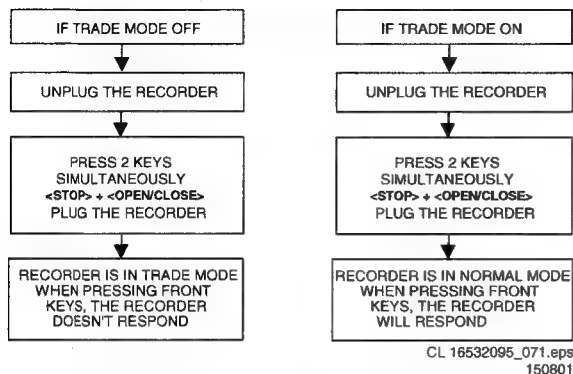 IF TRADE MODE OFF
UNPLUG THE RECORDER
PRESS 2 KEYS
SIMULTANEOUSLY
<STOP> + <OPEN/CLOSE>
PLUG THE RECORDER
RECORDER IS IN TRADE MODE
WHEN PRESSING FRONT
KEYS, THE RECORDER
DOESN'T RESPOND
IF TRADE MODE ON
UNPLUG THE RECORDER
PRESS 2 KEYS
SIMULTANEOUSLY
<STOP> + <OPEN/CLOSE>
PLUG THE RECORDER
RECORDER IS IN NORMAL MODE
WHEN PRESSING FRONT
KEYS, THE RECORDER
WILL RESPOND
CL 16532095_071.eps
150801